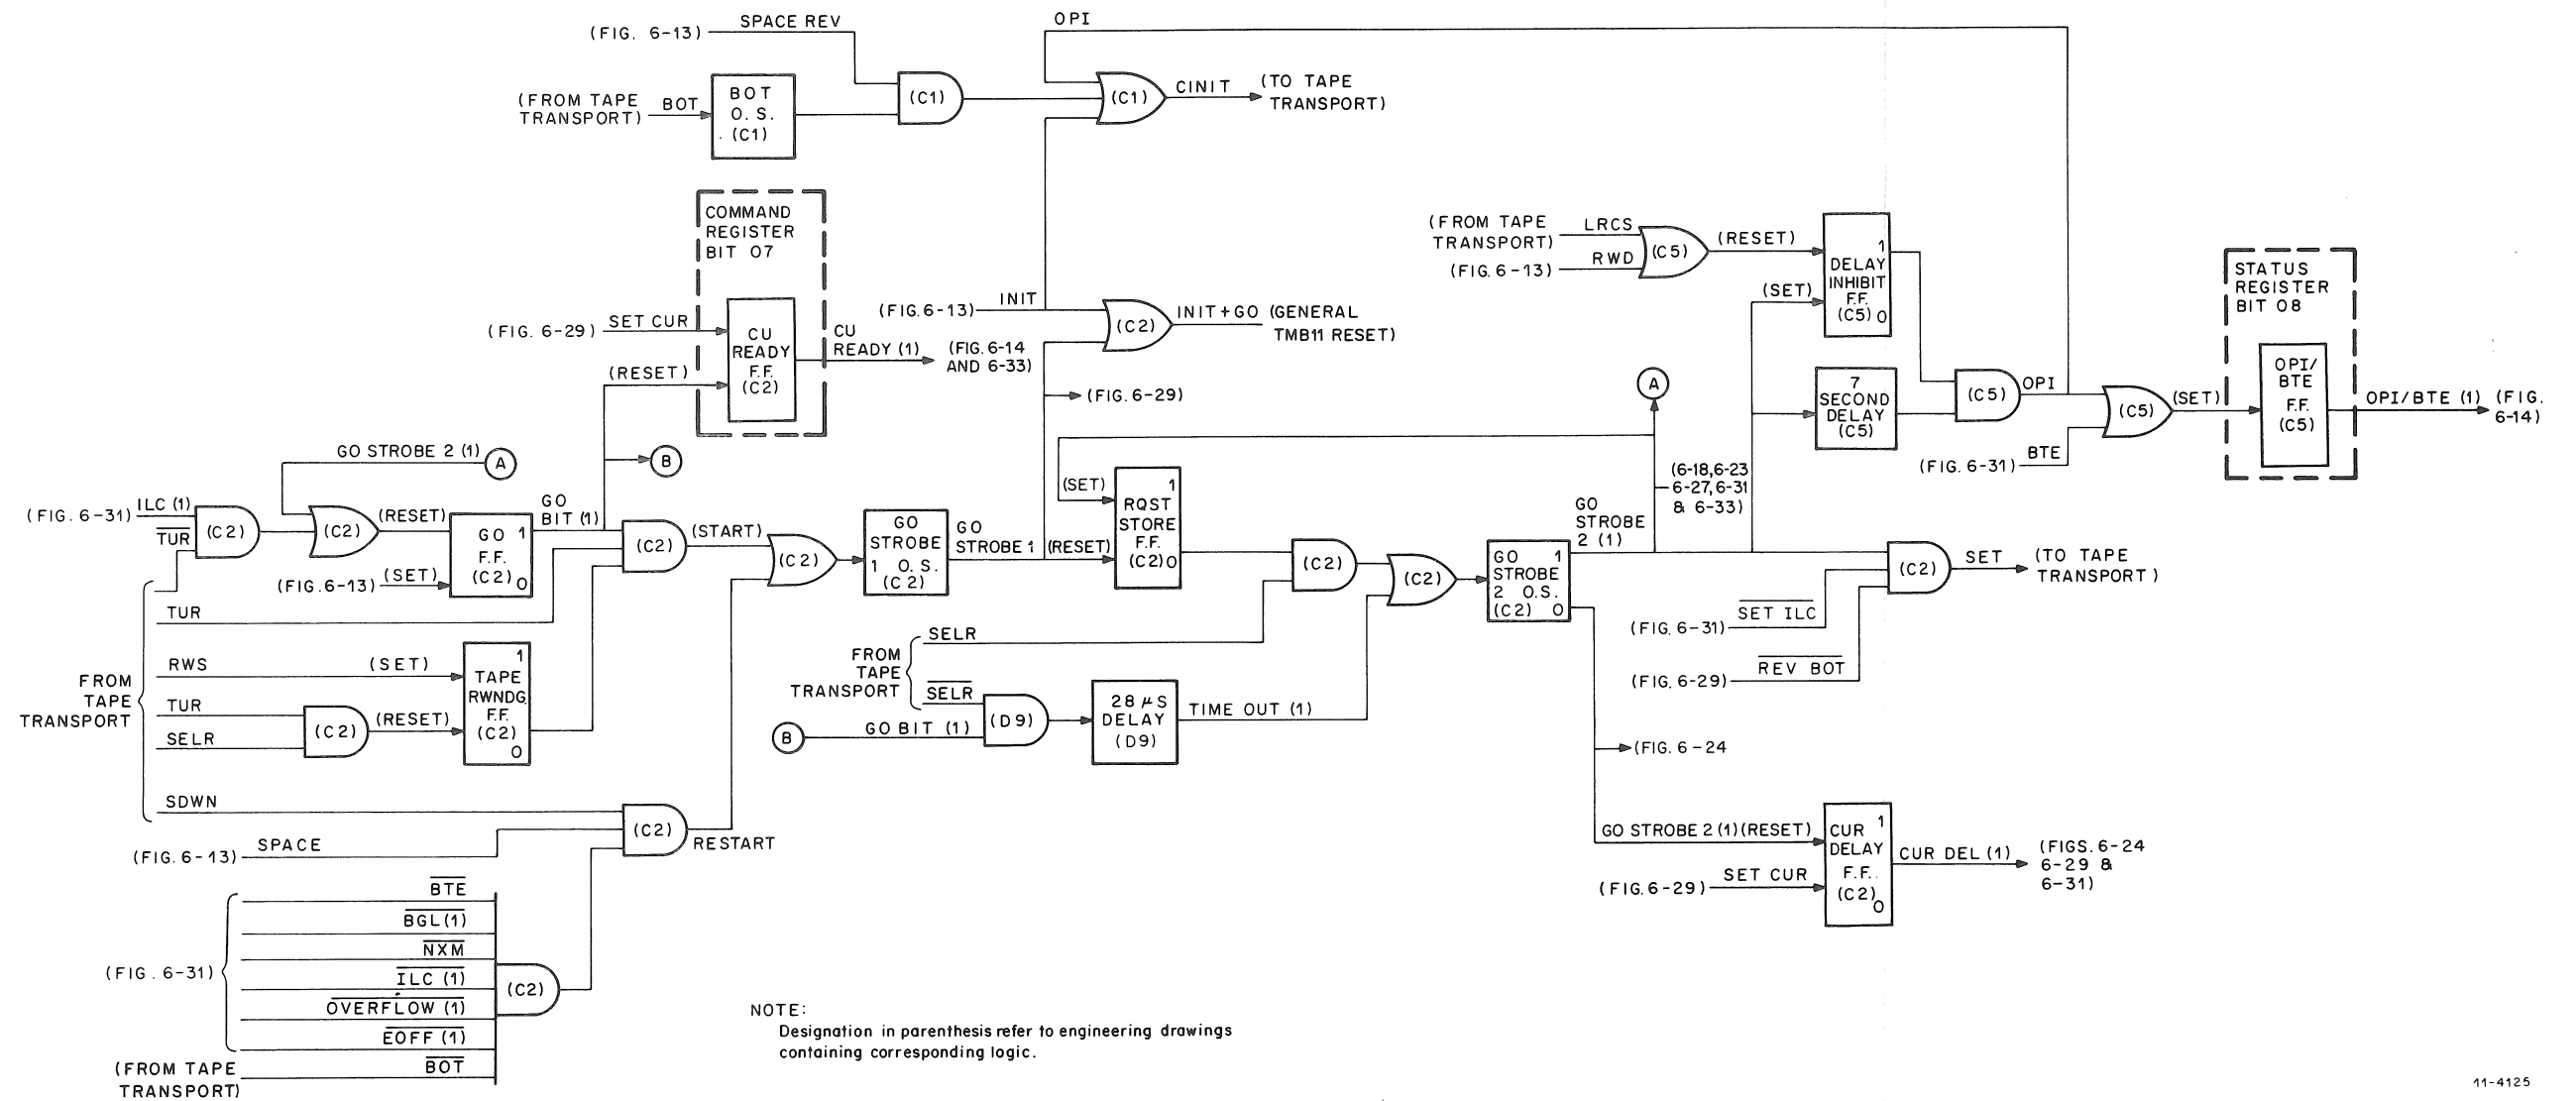 SPACE REV
(FIG. 6-13)
OPI
(FROM TAPE
TRANSPORT)
BOT
BOT
O. S.
(C1)
(C1)
(C1)
CINIT
(TO TAPE
TRANSPORT)
COMMAND
REGISTER
BIT 07
(FIG. 6-29)
SET CUR
(RESET)
CU
READY
F.F.
(C2)
CU
READY (1)
(FIG. 6-14
AND 6-33)
(FIG. 6-13)
INIT
(C2)
INIT + GO (GENERAL
TMB11 RESET)
(FIG. 6-29)
(FROM TAPE
TRANSPORT)
LRCS
(FIG. 6-13)
RWD
(C5)
(RESET)
(SET)
1
DELAY
INHIBIT
F.F.
(C5) 0
7
SECOND
DELAY
(C5)
(C5)
OPI
(C5)
BTE
(FIG. 6-31)
(SET)
STATUS
REGISTER
BIT 08
OPI/
BTE
F.F.
(C5)
OPI/BTE (1)
(FIG.
6-14)
GO STROBE 2 (1)
A
B
(FIG. 6-31)
ILC (1)
TUR
(C2)
(C2)
(RESET)
(FIG. 6-13)
(SET)
GO 1
F.F.
(C2) 0
GO
BIT (1)
(C2)
(START)
(C2)
GO
STROBE
1 O.S.
(C2)
GO
STROBE 1
(RESET)
(SET)
1
RQST
STORE
F.F.
(C2) 0
(C2)
(C2)
GO 1
STROBE
2 O.S.
(C2) 0
GO
STROBE
2 (1)
A
(6-18, 6-23
6-27, 6-31
& 6-33)
(C2)
SET
(TO TAPE
TRANSPORT)
SET ILC
(FIG. 6-31)
REV BOT
(FIG. 6-29)
FROM
TAPE
TRANSPORT
TUR
RWS
(SET)
TUR
SELR
(C2)
(RESET)
1
TAPE
RWNDG
F.F.
(C2)
0
SDWN
(FIG. 6-13)
SPACE
(C2)
RESTART
FROM
TAPE
TRANSPORT
SELR
SELR
B
GO BIT (1)
(D9)
28 μS
DELAY
(D9)
TIME OUT (1)
(FIG. 6-24
GO STROBE 2 (1) (RESET)
(FIG. 6-29)
SET CUR
CUR 1
DELAY
F.F.
(C2)
0
CUR DEL (1)
(FIGS. 6-24
6-29 &
6-31)
(FIG. 6-31)
BTE
BGL (1)
NXM
ILC (1)
OVERFLOW (1)
EOFF (1)
(FROM TAPE
TRANSPORT)
BOT
(C2)
NOTE:
Designation in parenthesis refer to engineering drawings
containing corresponding logic.
11-4125